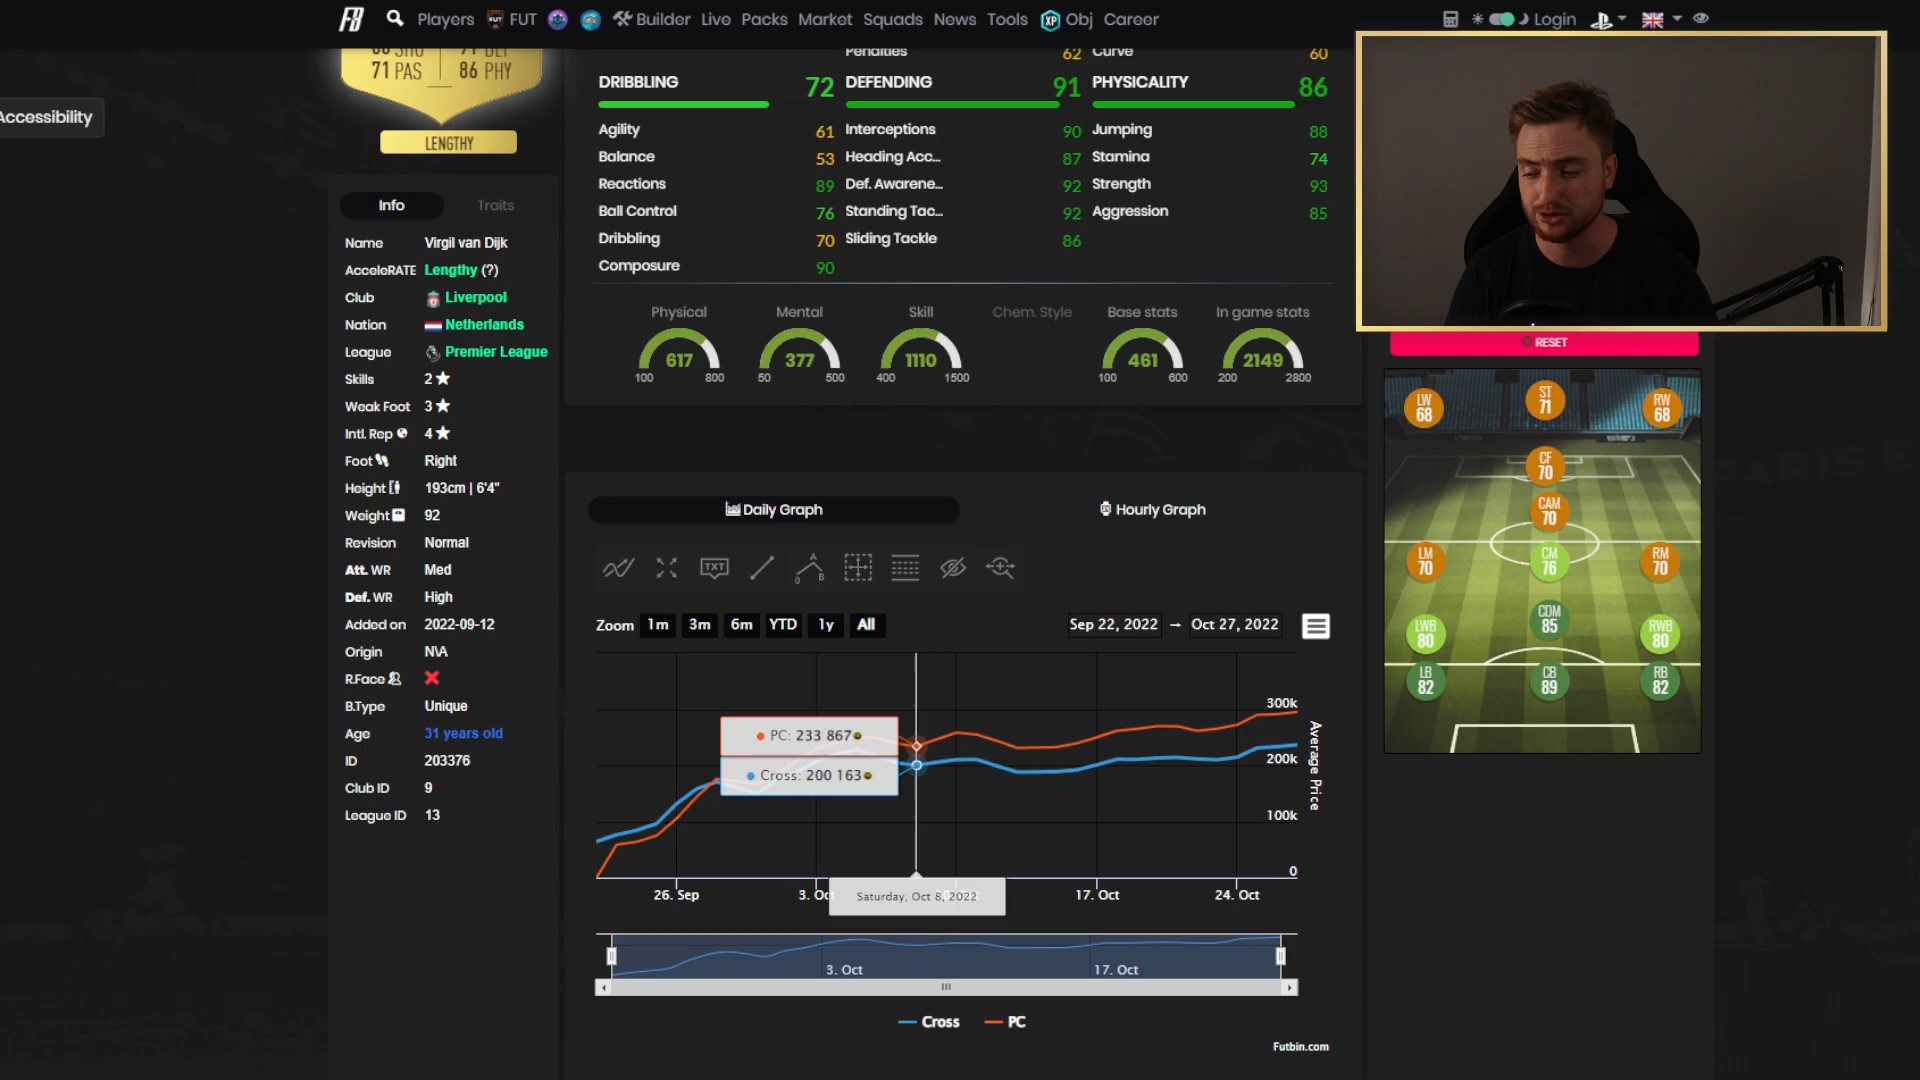 Players FUT Builder Live Packs Market Squads News Tools XP Obj Career Login
71 PAS 86 PHY
LENGTHY
Accessibility
Penalties 62 Curve 60
DRIBBLING 72 DEFENDING 91 PHYSICALITY 86
Agility 61 Interceptions 90 Jumping 88
Balance 53 Heading Acc... 87 Stamina 74
Reactions 89 Def. Awarene... 92 Strength 93
Ball Control 76 Standing Tac... 92 Aggression 85
Dribbling 70 Sliding Tackle 86
Composure 90
Physical Mental Skill Chem. Style Base stats In game stats
617 377 1110 461 2149
100 800 50 500 400 1500 100 600 200 2800
Info Traits
Name Virgil van Dijk
AcceleRATE Lengthy (?)
Club Liverpool
Nation Netherlands
League Premier League
Skills 2
Weak Foot 3
Intl. Rep 4
Foot Right
Height 193cm | 6'4"
Weight 92
Revision Normal
Att. WR Med
Def. WR High
Added on 2022-09-12
Origin N\A
R.Face
B.Type Unique
Age 31 years old
ID 203376
Club ID 9
League ID 13
Daily Graph Hourly Graph
TXT A 0 B
Zoom 1m 3m 6m YTD 1y All Sep 22, 2022 → Oct 27, 2022
300k
200k
100k
0
Average Price
PC: 233 867
Cross: 200 163
26. Sep 3. Oct 17. Oct 24. Oct
Saturday, Oct 8, 2022
3. Oct 17. Oct
Cross PC
Futbin.com
RESET
LW 68 ST 71 RW 68
CF 70
CAM 70
LM 70 CM 76 RM 70
CDM 85
LWB 80 RWB 80
LB 82 CB 89 RB 82